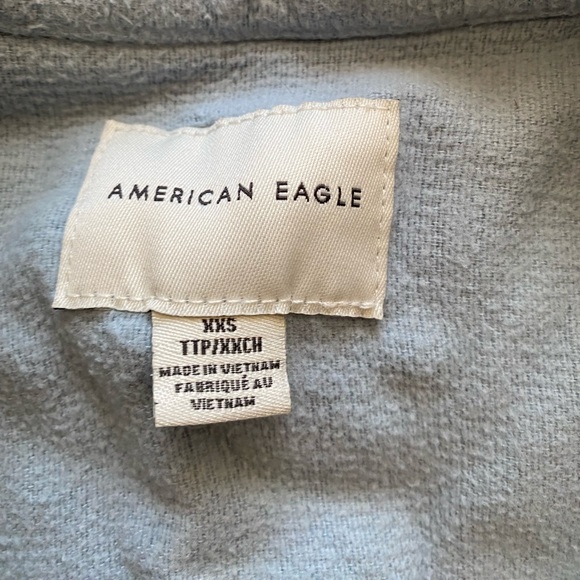 AMERICAN EAGLE
XXS
TTP/XXCH
MADE IN VIETNAM
FABRIQUÉ AU
VIETNAM